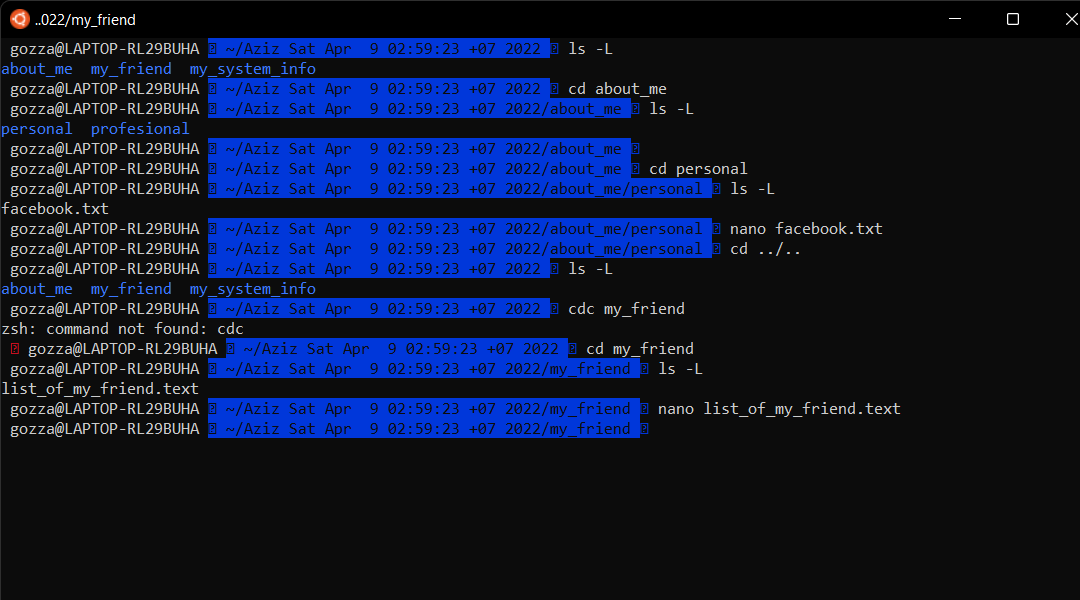 ..022/my_friend
gozza@LAPTOP-RL29BUHA ~/Aziz Sat Apr  9 02:59:23 +07 2022 ls -L
about_me  my_friend  my_system_info
gozza@LAPTOP-RL29BUHA ~/Aziz Sat Apr  9 02:59:23 +07 2022 cd about_me
gozza@LAPTOP-RL29BUHA ~/Aziz Sat Apr  9 02:59:23 +07 2022/about_me ls -L
personal  profesional
gozza@LAPTOP-RL29BUHA ~/Aziz Sat Apr  9 02:59:23 +07 2022/about_me
gozza@LAPTOP-RL29BUHA ~/Aziz Sat Apr  9 02:59:23 +07 2022/about_me cd personal
gozza@LAPTOP-RL29BUHA ~/Aziz Sat Apr  9 02:59:23 +07 2022/about_me/personal ls -L
facebook.txt
gozza@LAPTOP-RL29BUHA ~/Aziz Sat Apr  9 02:59:23 +07 2022/about_me/personal nano facebook.txt
gozza@LAPTOP-RL29BUHA ~/Aziz Sat Apr  9 02:59:23 +07 2022/about_me/personal cd ../..
gozza@LAPTOP-RL29BUHA ~/Aziz Sat Apr  9 02:59:23 +07 2022 ls -L
about_me  my_friend  my_system_info
gozza@LAPTOP-RL29BUHA ~/Aziz Sat Apr  9 02:59:23 +07 2022 cdc my_friend
zsh: command not found: cdc
gozza@LAPTOP-RL29BUHA ~/Aziz Sat Apr  9 02:59:23 +07 2022 cd my_friend
gozza@LAPTOP-RL29BUHA ~/Aziz Sat Apr  9 02:59:23 +07 2022/my_friend ls -L
list_of_my_friend.text
gozza@LAPTOP-RL29BUHA ~/Aziz Sat Apr  9 02:59:23 +07 2022/my_friend nano list_of_my_friend.text
gozza@LAPTOP-RL29BUHA ~/Aziz Sat Apr  9 02:59:23 +07 2022/my_friend